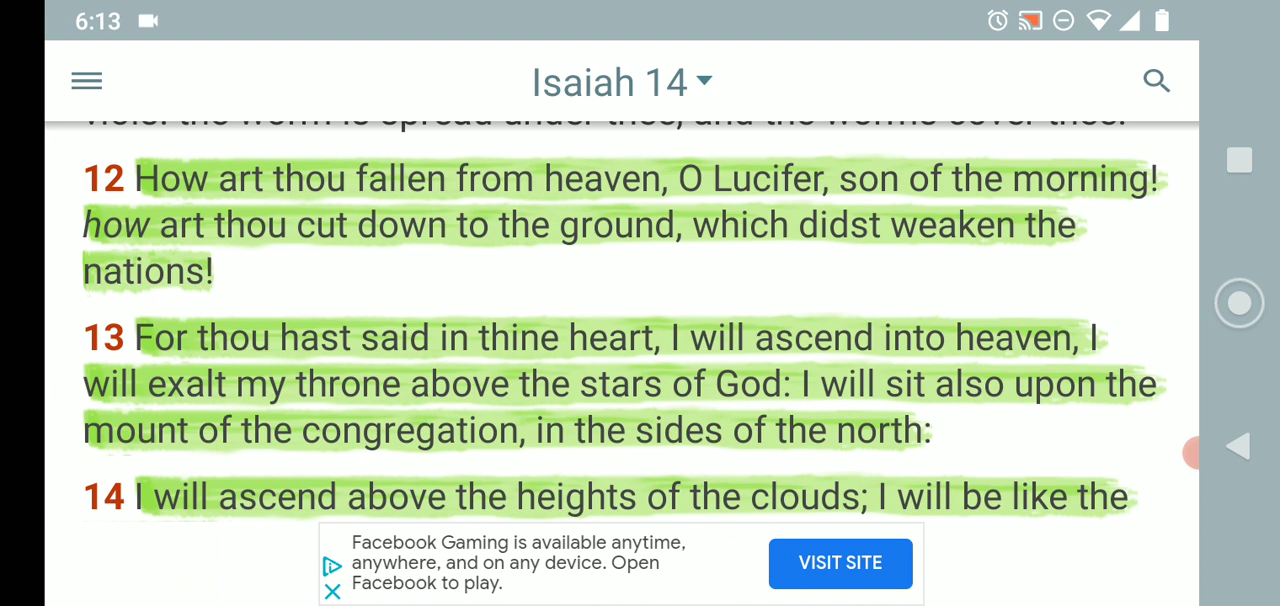 6:13
Isaiah 14
12 How art thou fallen from heaven, O Lucifer, son of the morning!
how art thou cut down to the ground, which didst weaken the
nations!
13 For thou hast said in thine heart, I will ascend into heaven, I
will exalt my throne above the stars of God: I will sit also upon the
mount of the congregation, in the sides of the north:
14 I will ascend above the heights of the clouds; I will be like the
Facebook Gaming is available anytime,
anywhere, and on any device. Open
Facebook to play.
VISIT SITE